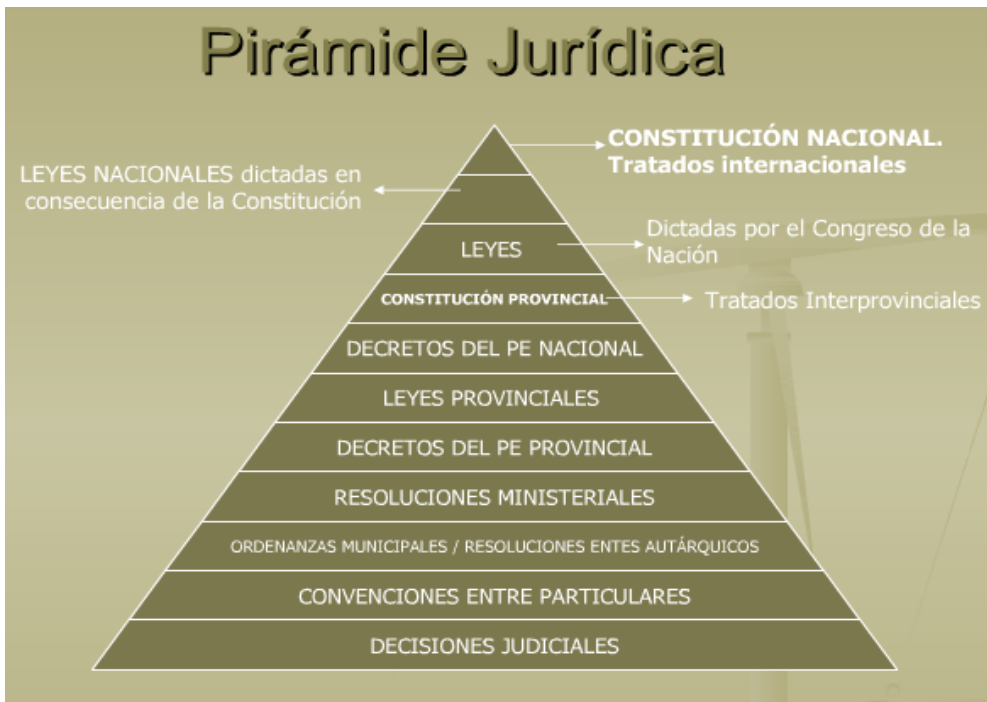 Pirámide Jurídica
CONSTITUCIÓN NACIONAL.
Tratados internacionales
LEYES NACIONALES dictadas en
consecuencia de la Constitución
LEYES
Dictadas por el Congreso de la
Nación
CONSTITUCIÓN PROVINCIAL
Tratados Interprovinciales
DECRETOS DEL PE NACIONAL
LEYES PROVINCIALES
DECRETOS DEL PE PROVINCIAL
RESOLUCIONES MINISTERIALES
ORDENANZAS MUNICIPALES / RESOLUCIONES ENTES AUTÁRQUICOS
CONVENCIONES ENTRE PARTICULARES
DECISIONES JUDICIALES